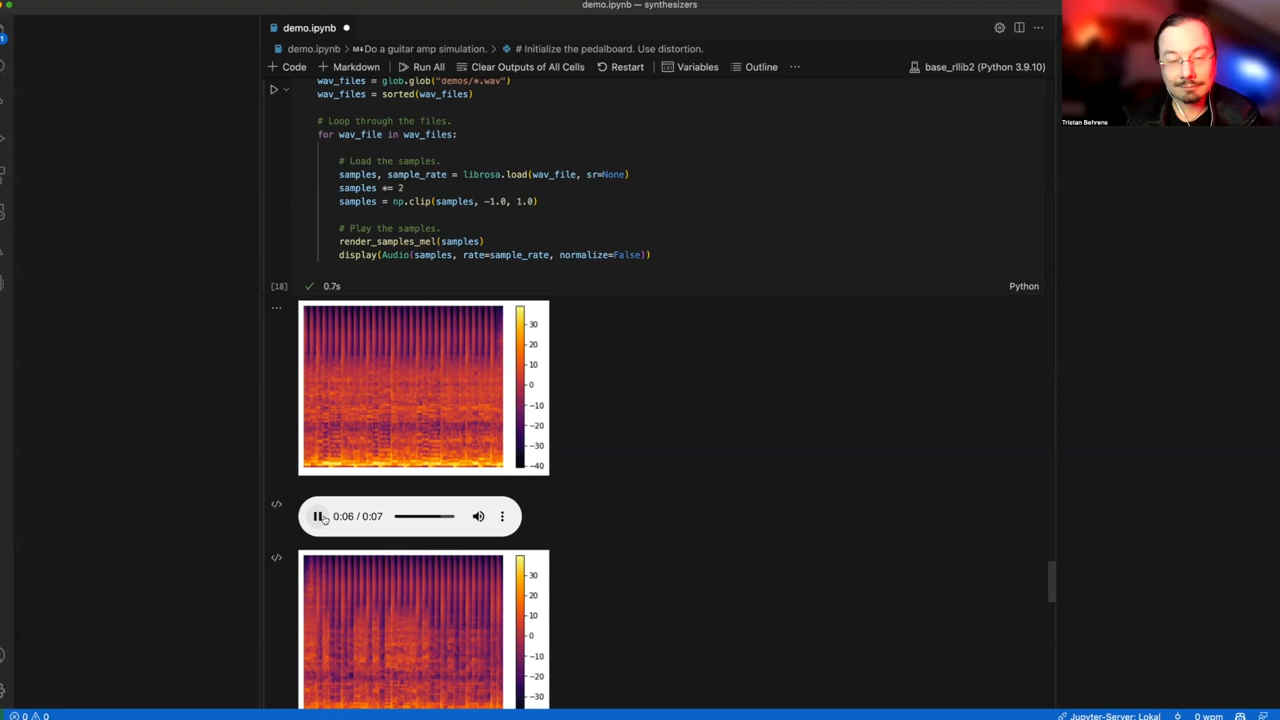 demo.ipynb — synthesizers
demo.ipynb
demo.ipynb > M↓Do a guitar amp simulation. > # Initialize the pedalboard. Use distortion.
+ Code + Markdown Run All Clear Outputs of All Cells Restart Variables Outline ... base_rllib2 (Python 3.9.10)
wav_files = glob.glob("demos/*.wav")
wav_files = sorted(wav_files)
# Loop through the files.
for wav_file in wav_files:
# Load the samples.
samples, sample_rate = librosa.load(wav_file, sr=None)
samples *= 2
samples = np.clip(samples, -1.0, 1.0)
# Play the samples.
render_samples_mel(samples)
display(Audio(samples, rate=sample_rate, normalize=False))
[18] ✓ 0.7s Python
30
20
10
0
-10
-20
-30
-40
0:06 / 0:07
30
20
10
0
-10
-20
-30
Tristan Behrens
1
0 0 Jupyter-Server: Lokal 0 wpm